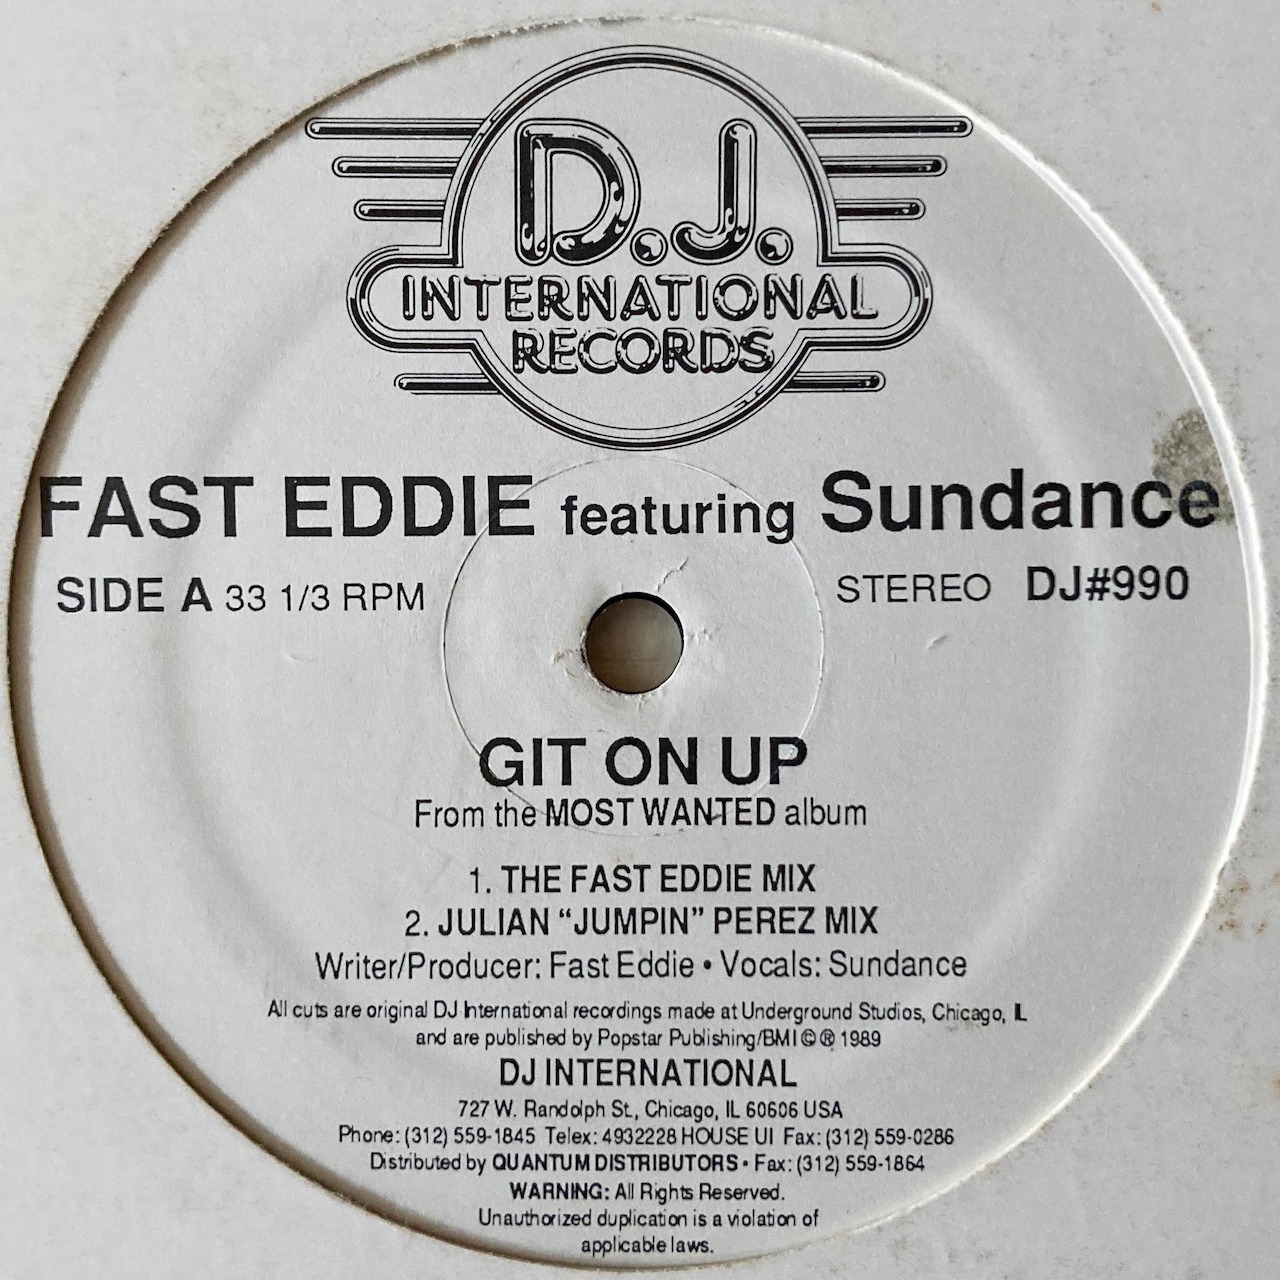 D.J.
INTERNATIONAL
RECORDS
FAST EDDIE featuring Sundance
SIDE A 33 1/3 RPM STEREO DJ#990
GIT ON UP
From the MOST WANTED album
1. THE FAST EDDIE MIX
2. JULIAN “JUMPIN” PEREZ MIX
Writer/Producer: Fast Eddie • Vocals: Sundance
All cuts are original DJ International recordings made at Underground Studios, Chicago, IL
and are published by Popstar Publishing/BMI © ® 1989
DJ INTERNATIONAL
727 W. Randolph St., Chicago, IL 60606 USA
Phone: (312) 559-1845 Telex: 4932228 HOUSE UI Fax: (312) 559-0286
Distributed by QUANTUM DISTRIBUTORS • Fax: (312) 559-1864
WARNING: All Rights Reserved.
Unauthorized duplication is a violation of
applicable laws.